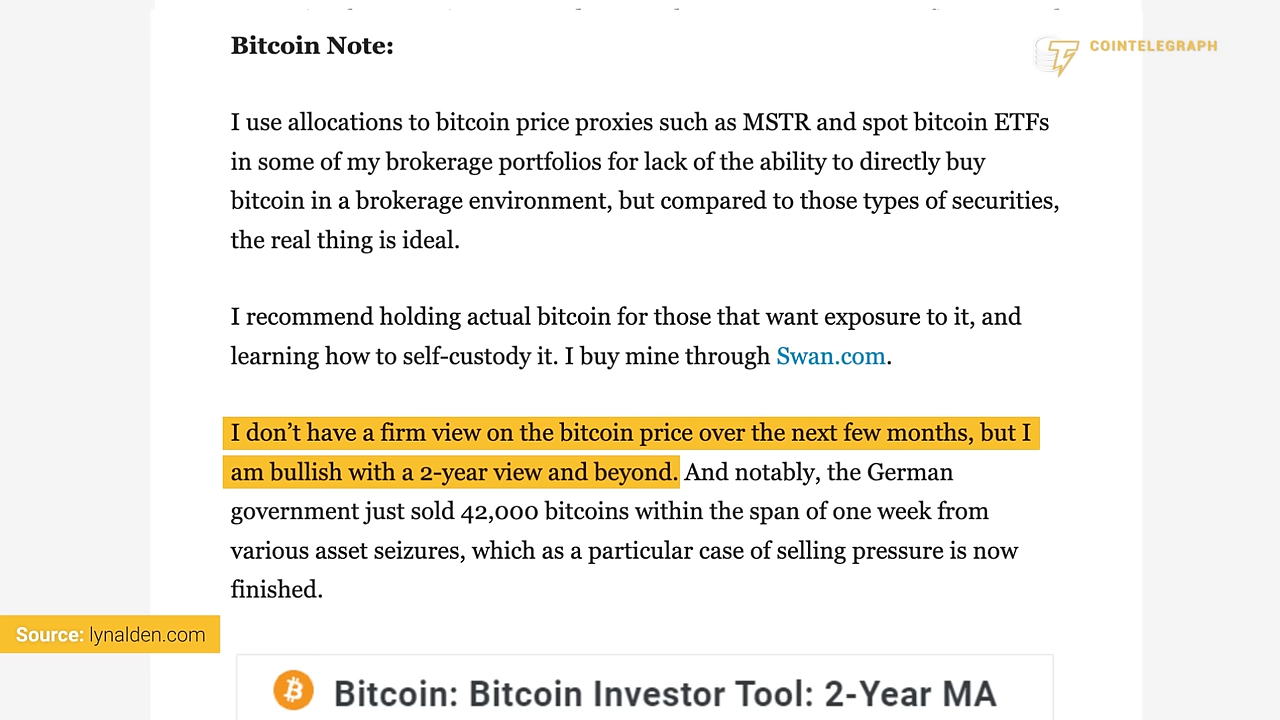 Bitcoin Note:
COINTELEGRAPH
I use allocations to bitcoin price proxies such as MSTR and spot bitcoin ETFs
in some of my brokerage portfolios for lack of the ability to directly buy
bitcoin in a brokerage environment, but compared to those types of securities,
the real thing is ideal.
I recommend holding actual bitcoin for those that want exposure to it, and
learning how to self-custody it. I buy mine through Swan.com.
I don’t have a firm view on the bitcoin price over the next few months, but I
am bullish with a 2-year view and beyond. And notably, the German
government just sold 42,000 bitcoins within the span of one week from
various asset seizures, which as a particular case of selling pressure is now
finished.
Source: lynalden.com
Bitcoin: Bitcoin Investor Tool: 2-Year MA